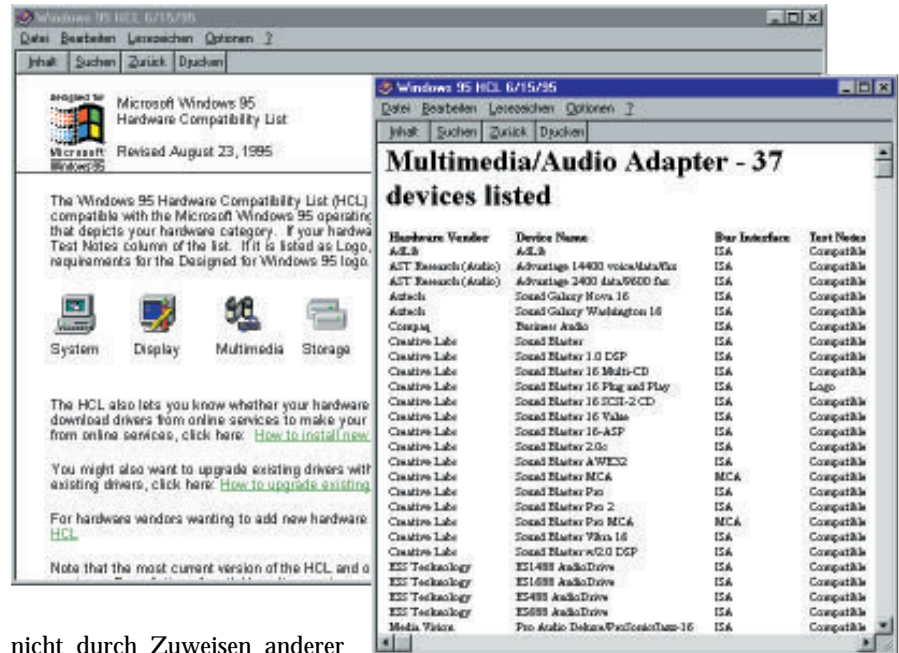 Windows 95 HCL 6/15/95
Datei Bearbeiten Lesezeichen Optionen ?
Inhalt Suchen Zurück Drucken
Designed for
Microsoft
Windows 95
Microsoft Windows 95
Hardware Compatibility List
Revised August 23, 1995
The Windows 95 Hardware Compatibility List (HCL)
compatible with the Microsoft Windows 95 operating
that depicts your hardware category. If your hardwa
Test Notes column of the list. If it is listed as Logo,
requirements for the Designed for Windows 95 logo.
System Display Multimedia Storage
The HCL also lets you know whether your hardware
download drivers from online services to make your
from online services, click here: How to install new
You might also want to upgrade existing drivers with
existing drivers, click here: How to upgrade existing
For hardware vendors wanting to add new hardware
HCL
Note that the most current version of the HCL and o
Windows 95 HCL 6/15/95
Datei Bearbeiten Lesezeichen Optionen ?
Inhalt Suchen Zurück Drucken
Multimedia/Audio Adapter - 37
devices listed
Hardware Vendor Device Name Bus Interface Test Notes
AdLib AdLib ISA Compatible
AST Research (Audio) Advantage 14400 voice/data/fax ISA Compatible
AST Research (Audio) Advantage 2400 data/9600 fax ISA Compatible
Aztech Sound Galaxy Nova 16 ISA Compatible
Aztech Sound Galaxy Washington 16 ISA Compatible
Compaq Business Audio ISA Compatible
Creative Labs Sound Blaster ISA Compatible
Creative Labs Sound Blaster 1.0 DSP ISA Compatible
Creative Labs Sound Blaster 16 Multi-CD ISA Compatible
Creative Labs Sound Blaster 16 Plug and Play ISA Logo
Creative Labs Sound Blaster 16 SCSI-2 CD ISA Compatible
Creative Labs Sound Blaster 16 Value ISA Compatible
Creative Labs Sound Blaster 16-ASP ISA Compatible
Creative Labs Sound Blaster 2.0c ISA Compatible
Creative Labs Sound Blaster AWE32 ISA Compatible
Creative Labs Sound Blaster MCA MCA Compatible
Creative Labs Sound Blaster Pro ISA Compatible
Creative Labs Sound Blaster Pro 2 ISA Compatible
Creative Labs Sound Blaster Pro MCA MCA Compatible
Creative Labs Sound Blaster Vibra 16 ISA Compatible
Creative Labs Sound Blaster v/2.0 DSP ISA Compatible
ESS Technology ES1488 AudioDrive ISA Compatible
ESS Technology ES1688 AudioDrive ISA Compatible
ESS Technology ES488 AudioDrive ISA Compatible
ESS Technology ES688 AudioDrive ISA Compatible
Media Vision Pro Audio ISA Compatible
nicht durch Zuweisen anderer